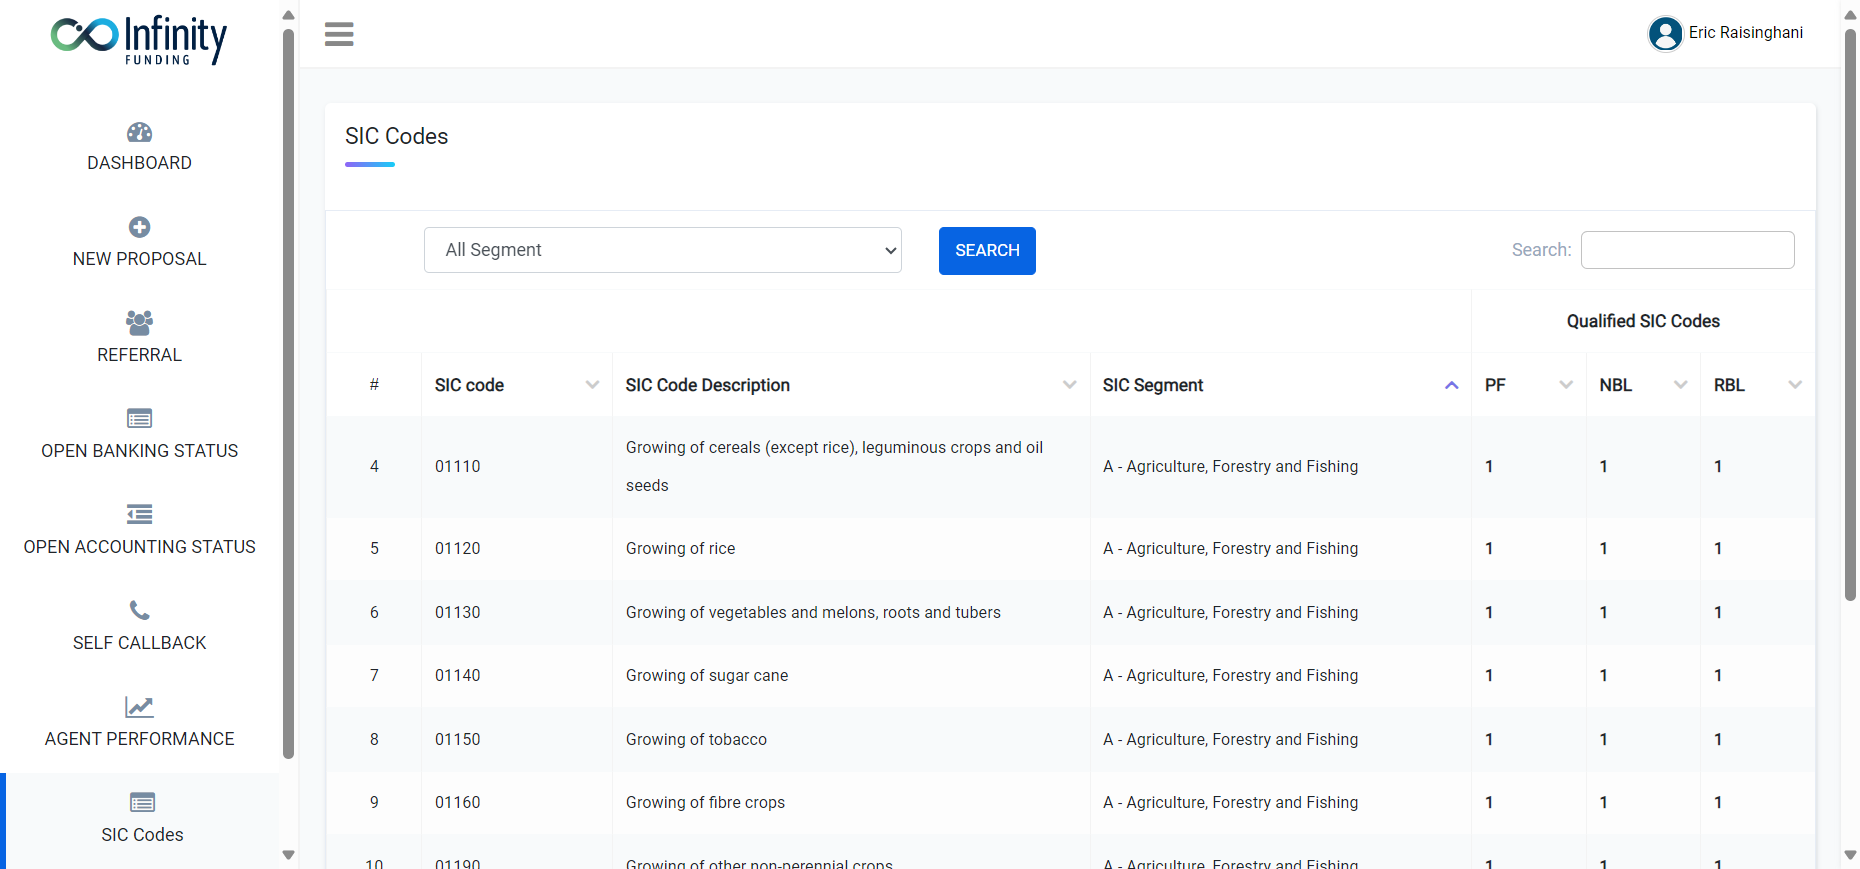 Infinity
FUNDING
Eric Raisinghani
DASHBOARD
NEW PROPOSAL
REFERRAL
OPEN BANKING STATUS
OPEN ACCOUNTING STATUS
SELF CALLBACK
AGENT PERFORMANCE
SIC Codes
SIC Codes
All Segment
SEARCH
Search:
Qualified SIC Codes
# SIC code SIC Code Description SIC Segment PF NBL RBL
4 01110 Growing of cereals (except rice), leguminous crops and oil
seeds A - Agriculture, Forestry and Fishing 1 1 1
5 01120 Growing of rice A - Agriculture, Forestry and Fishing 1 1 1
6 01130 Growing of vegetables and melons, roots and tubers A - Agriculture, Forestry and Fishing 1 1 1
7 01140 Growing of sugar cane A - Agriculture, Forestry and Fishing 1 1 1
8 01150 Growing of tobacco A - Agriculture, Forestry and Fishing 1 1 1
9 01160 Growing of fibre crops A - Agriculture, Forestry and Fishing 1 1 1
10 01190 Growing of other non-perennial crops A - Agriculture, Forestry and Fishing 1 1 1